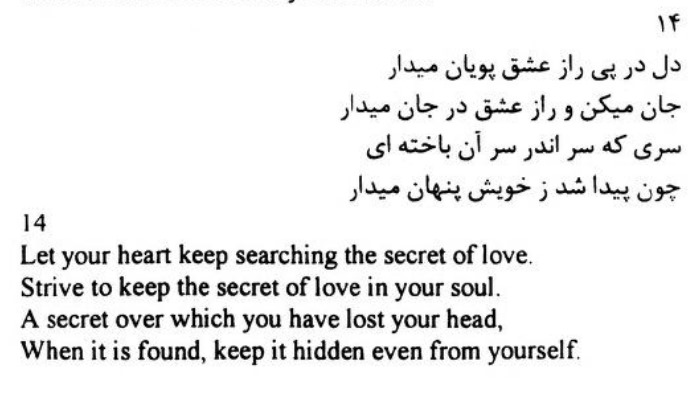 ۱۴
دل در پی راز عشق پویان میدار
جان میکن و راز عشق در جان میدار
سری که سر اندر سر آن باخته ای
چون پیدا شد ز خویش پنهان میدار
14
Let your heart keep searching the secret of love.
Strive to keep the secret of love in your soul.
A secret over which you have lost your head,
When it is found, keep it hidden even from yourself.